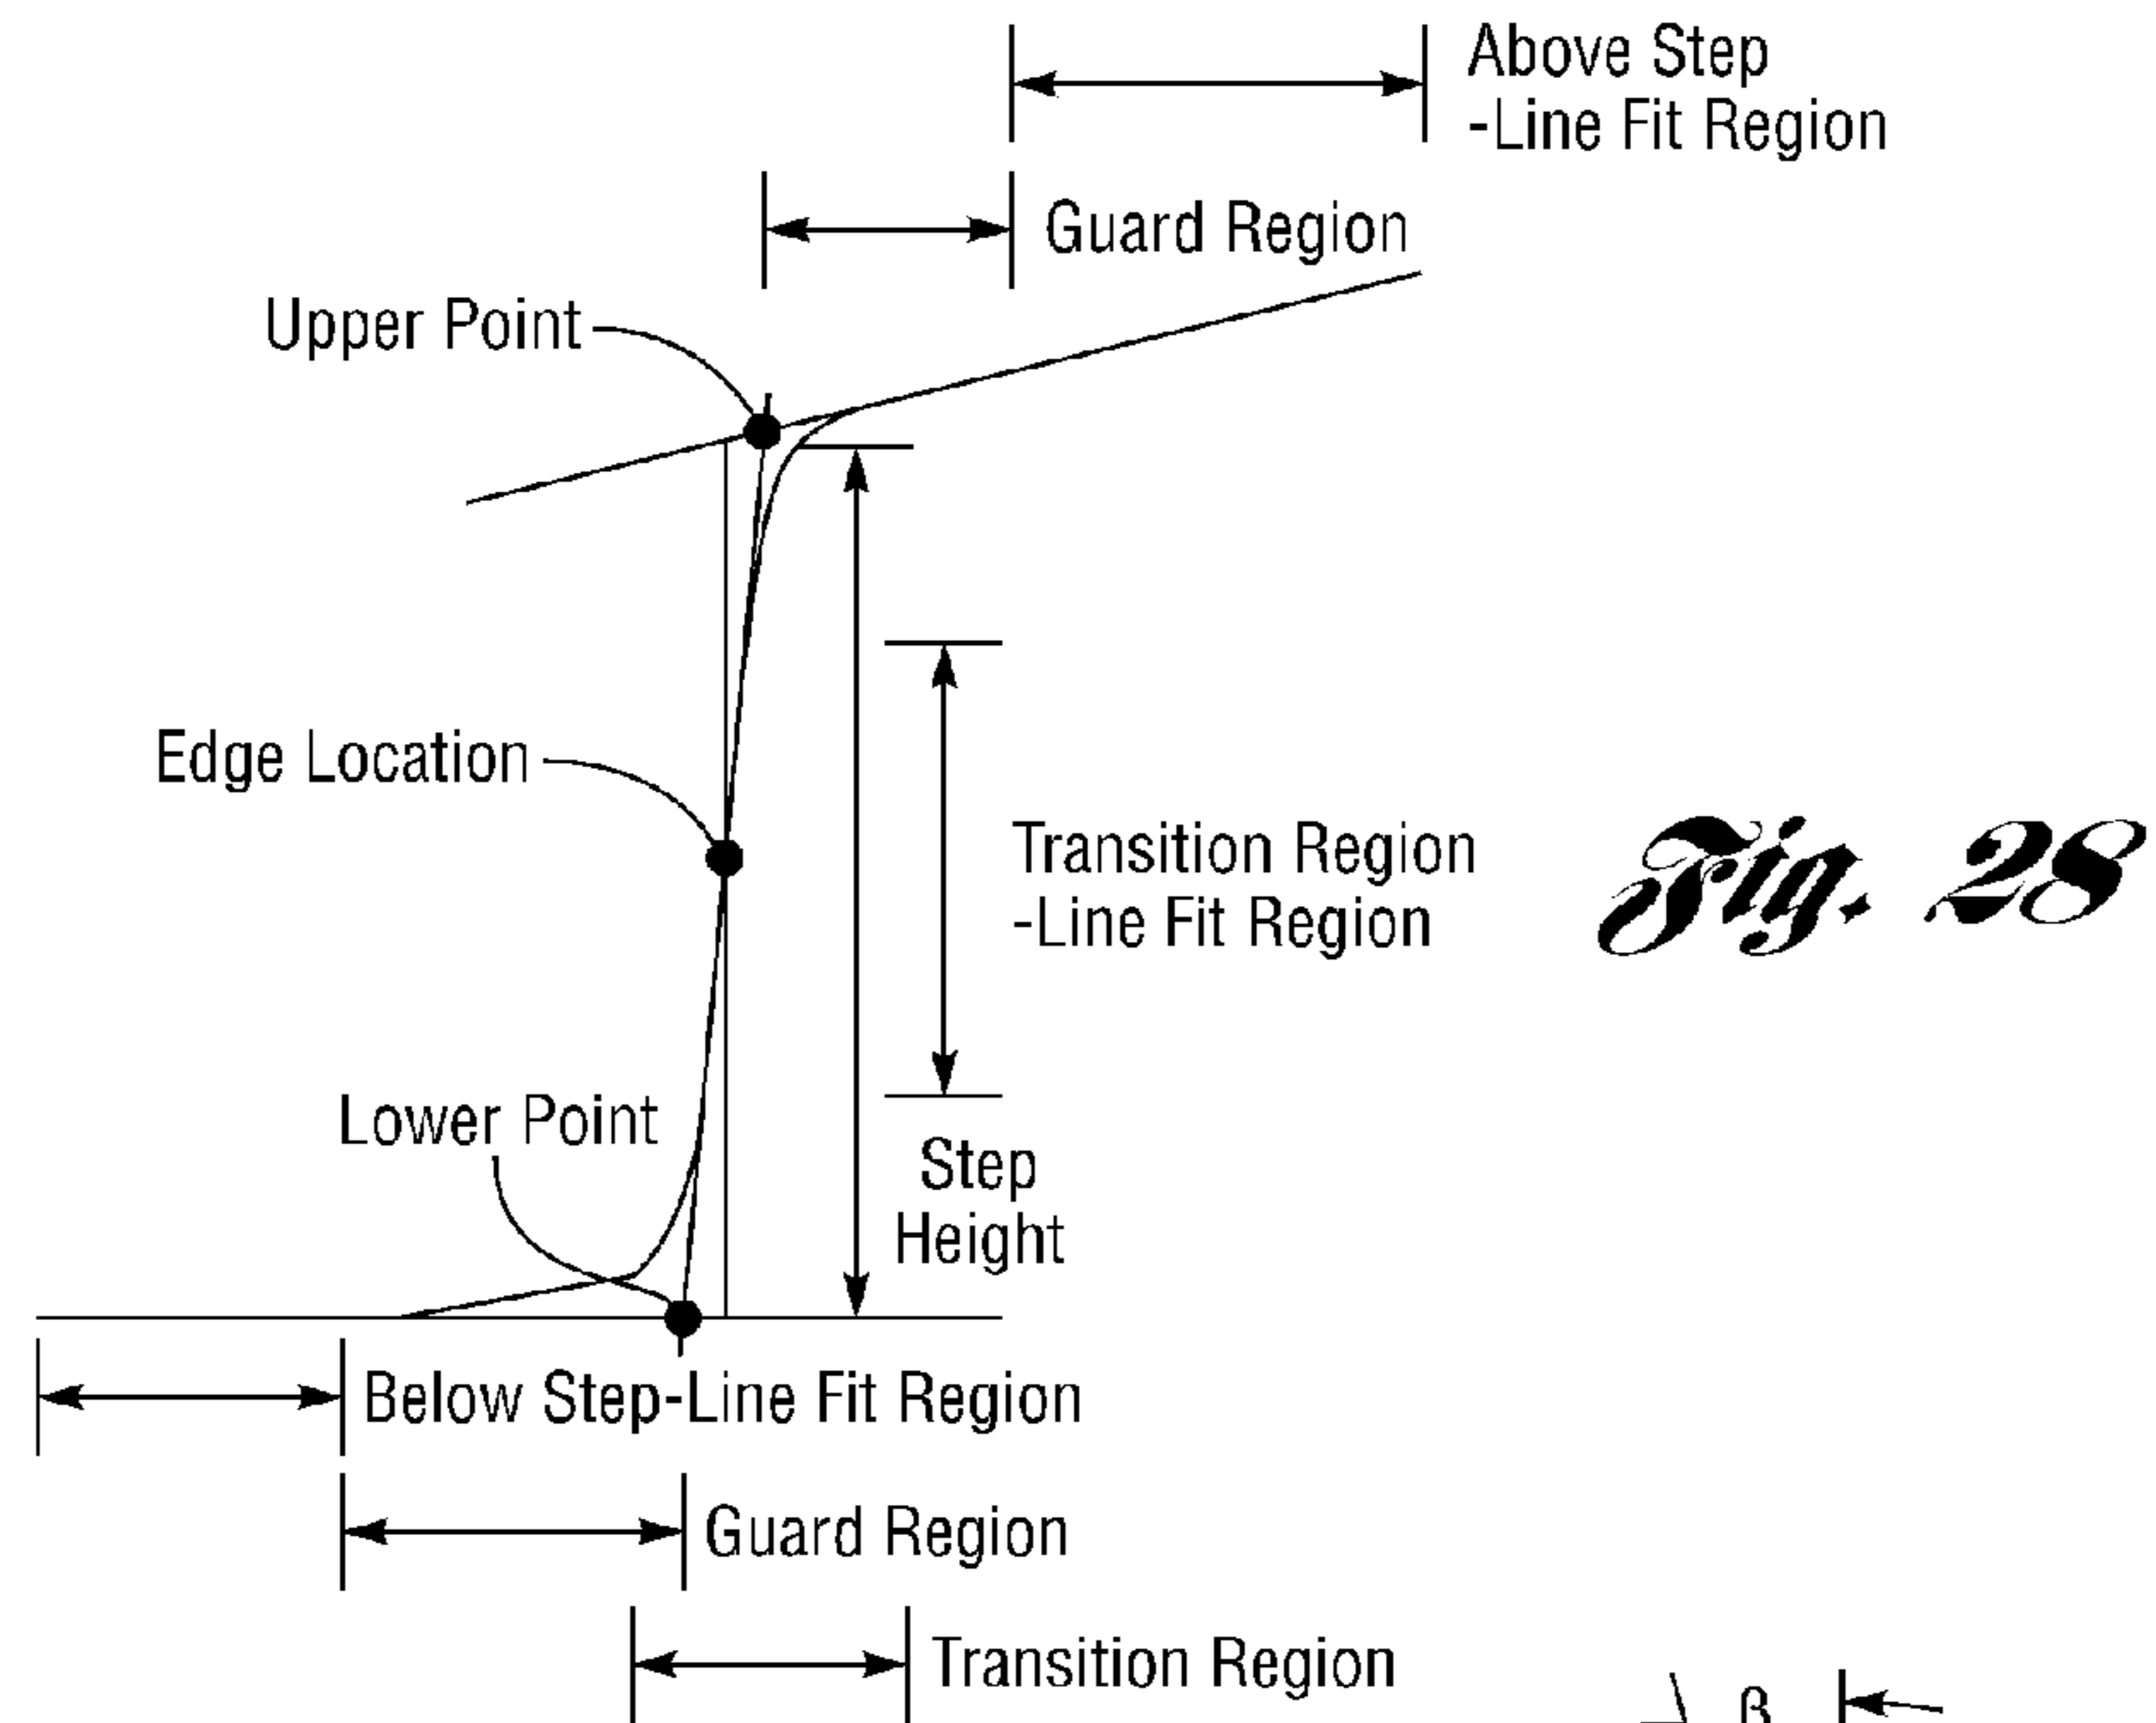 Above Step
-Line Fit Region
Guard Region
Upper Point
Edge Location
Transition Region
-Line Fit Region
Fig. 28
Lower Point
Step
Height
Below Step-Line Fit Region
Guard Region
Transition Region
β